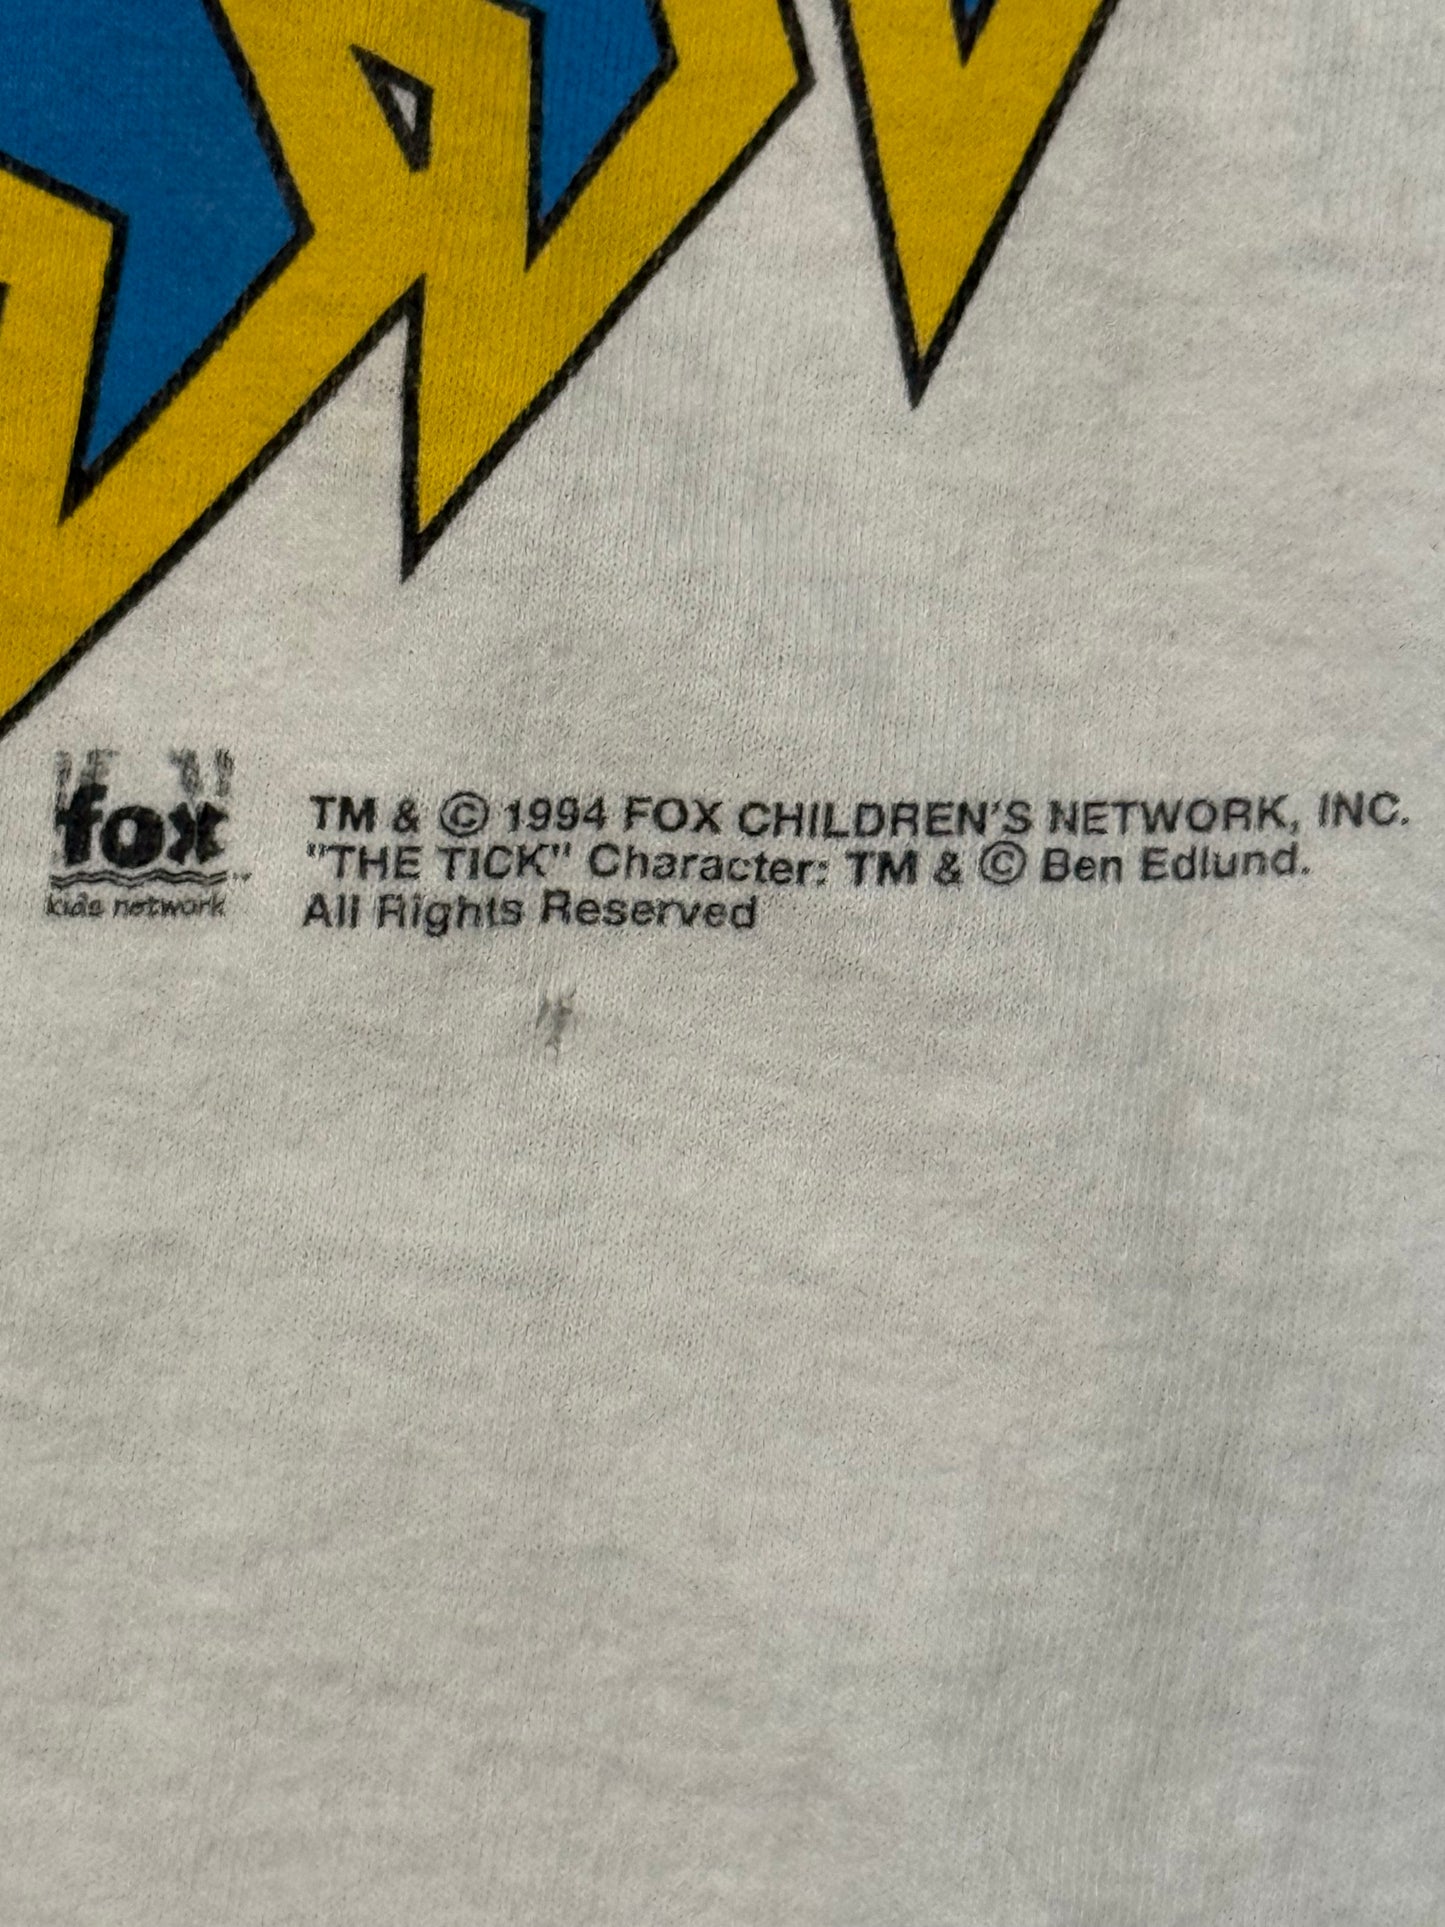 fox
kids network
TM & © 1994 FOX CHILDREN'S NETWORK, INC.
"THE TICK" Character: TM & © Ben Edlund.
All Rights Reserved